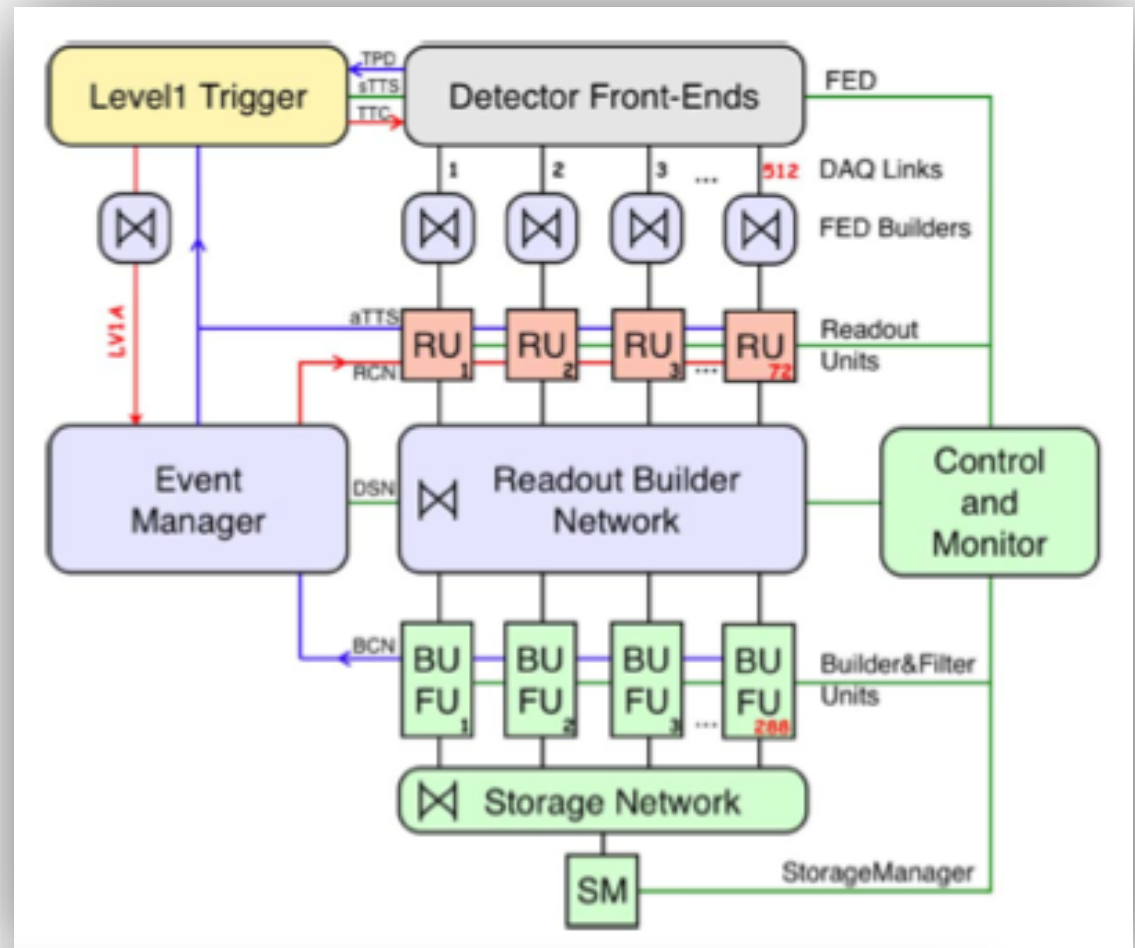 Level1 Trigger
TPD
sTTS
TTC
Detector Front-Ends
FED
1
2
3
...
512
DAQ Links
FED Builders
LV1A
aTTS
RCN
RU
1
RU
2
RU
3
...
RU
72
Readout
Units
Event
Manager
DSN
Readout Builder
Network
Control
and
Monitor
BCN
BU
FU
1
BU
FU
2
BU
FU
3
...
BU
FU
288
Builder&Filter
Units
Storage Network
SM
StorageManager